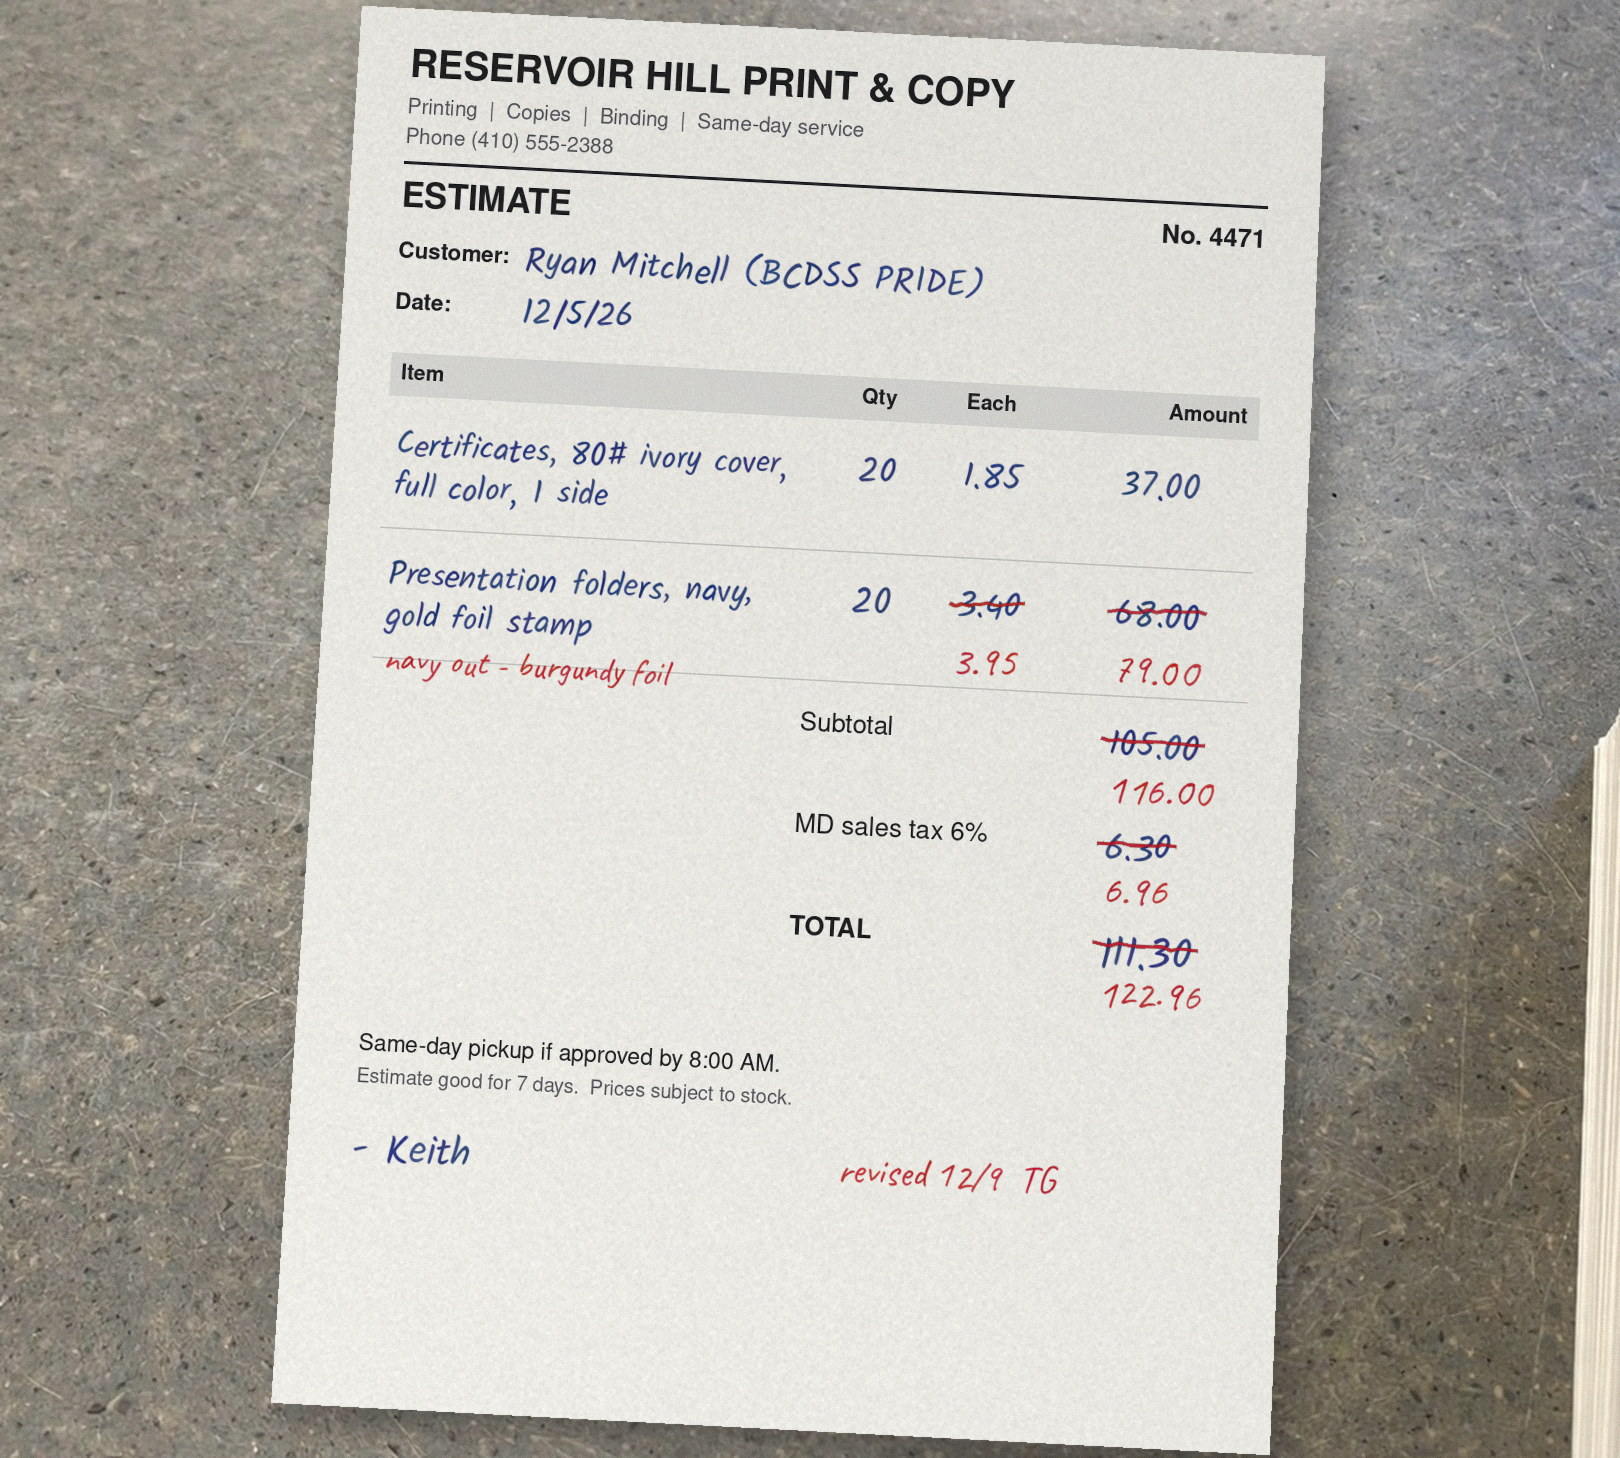 RESERVOIR HILL PRINT & COPY
Printing | Copies | Binding | Same-day service
Phone (410) 555-2388
ESTIMATE
No. 4471
Customer: Ryan Mitchell (BCDSS PRIDE)
Date: 12/5/26
Item Qty Each Amount
Certificates, 80# ivory cover, 20 1.85 37.00
full color, 1 side
Presentation folders, navy, 20 3.40 68.00
gold foil stamp
navy out - burgundy foil 3.95 79.00
Subtotal 105.00
116.00
MD sales tax 6% 6.30
6.96
TOTAL 111.30
122.96
Same-day pickup if approved by 8:00 AM.
Estimate good for 7 days. Prices subject to stock.
- Keith
revised 12/9 TG